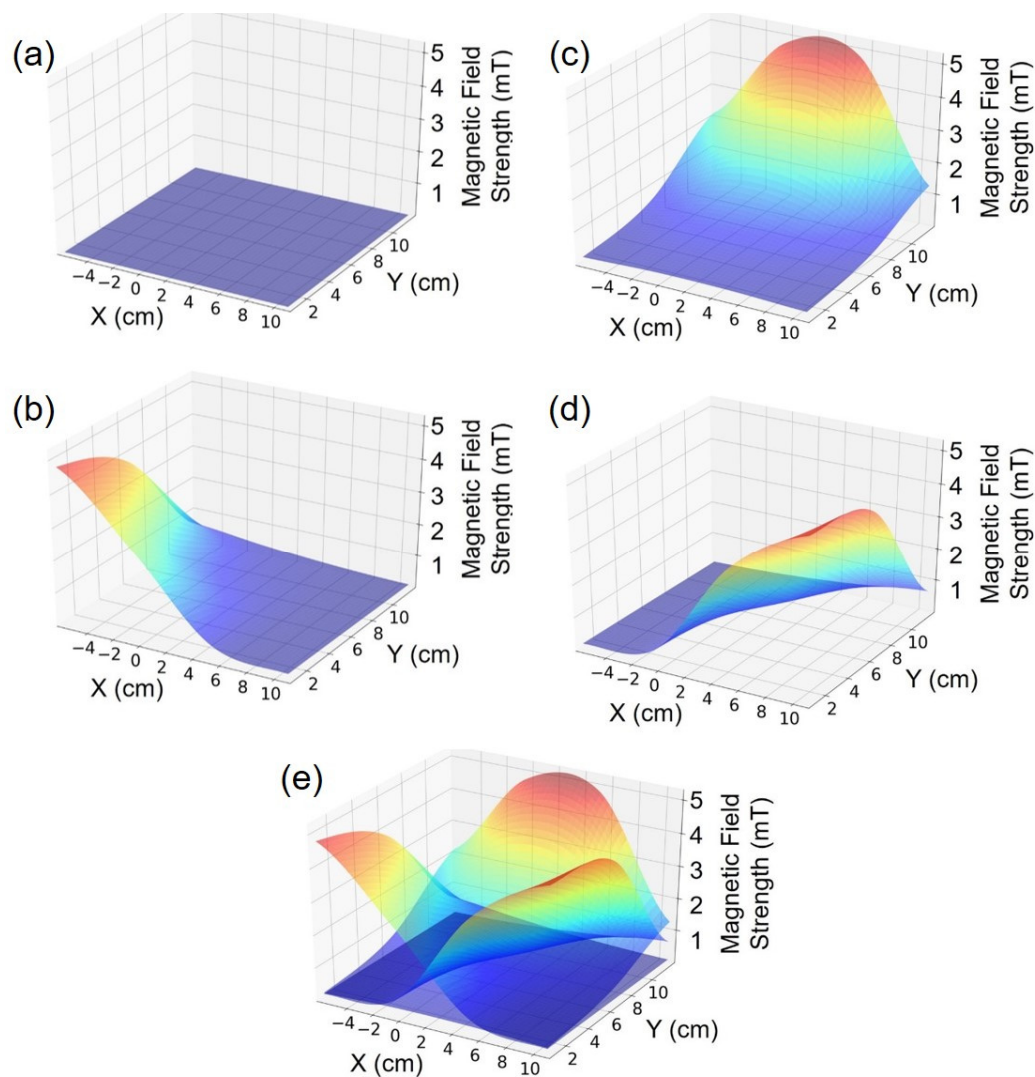 (a)
5
4
3
2
1
Magnetic Field
Strength (mT)
−4 −2 0 2 4 6 8 10
X (cm)
2 4 6 8 10
Y (cm)
(c)
5
4
3
2
1
Magnetic Field
Strength (mT)
−4 −2 0 2 4 6 8 10
X (cm)
2 4 6 8 10
Y (cm)
(b)
5
4
3
2
1
Magnetic Field
Strength (mT)
−4 −2 0 2 4 6 8 10
X (cm)
2 4 6 8 10
Y (cm)
(d)
5
4
3
2
1
Magnetic Field
Strength (mT)
−4 −2 0 2 4 6 8 10
X (cm)
2 4 6 8 10
Y (cm)
(e)
5
4
3
2
1
Magnetic Field
Strength (mT)
−4 −2 0 2 4 6 8 10
X (cm)
2 4 6 8 10
Y (cm)